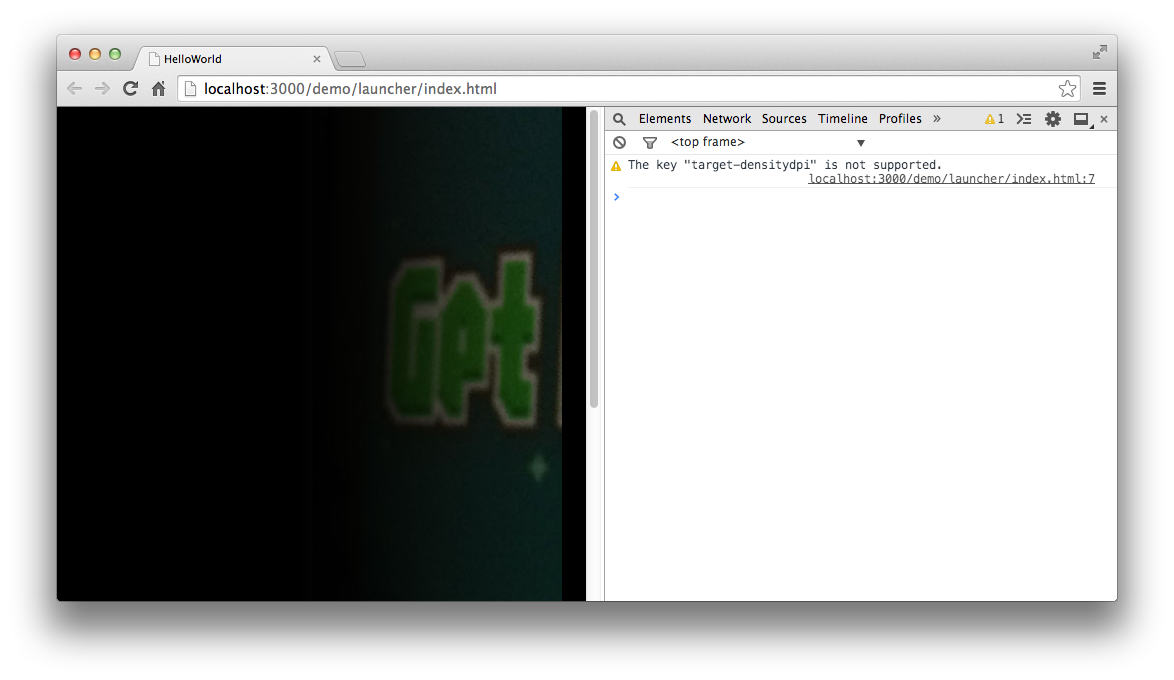 HelloWorld
localhost:3000/demo/launcher/index.html
Elements Network Sources Timeline Profiles » 1
<top frame>
The key "target-densitydpi" is not supported.
localhost:3000/demo/launcher/index.html:7
Gpt